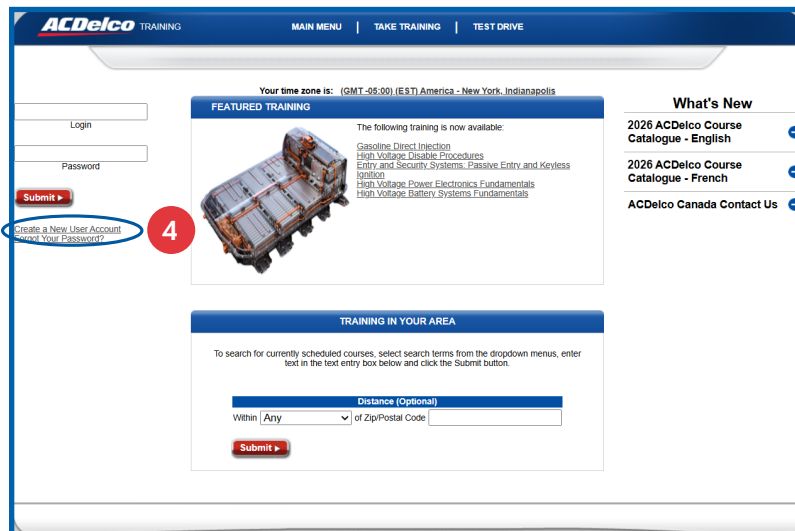 ACDelco TRAINING
MAIN MENU | TAKE TRAINING | TEST DRIVE
Your time zone is: (GMT -05:00) (EST) America - New York, Indianapolis
Login
Password
Submit
Create a New User Account
Forgot Your Password?
4
FEATURED TRAINING
The following training is now available:
Gasoline Direct Injection
High Voltage Disable Procedures
Entry and Security Systems: Passive Entry and Keyless
Ignition
High Voltage Power Electronics Fundamentals
High Voltage Battery Systems Fundamentals
TRAINING IN YOUR AREA
To search for currently scheduled courses, select search terms from the dropdown menus, enter
text in the text entry box below and click the Submit button.
Distance (Optional)
Within Any of Zip/Postal Code
Submit
What's New
2026 ACDelco Course
Catalogue - English
2026 ACDelco Course
Catalogue - French
ACDelco Canada Contact Us